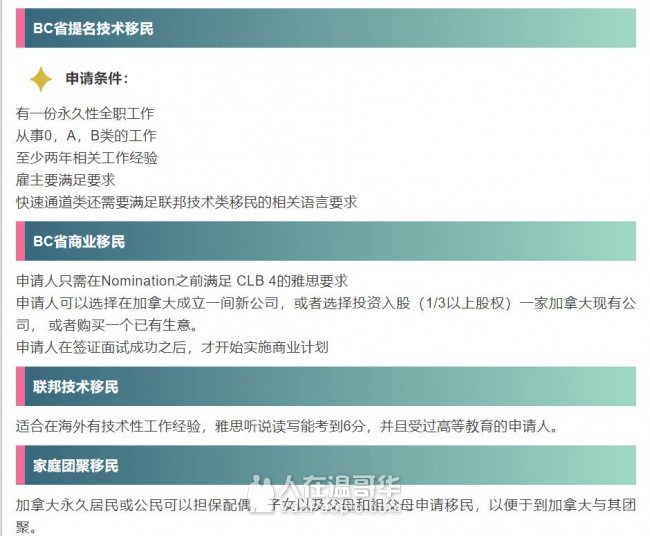 BC省提名技术移民
申请条件：
有一份永久性全职工作
从事0，A，B类的工作
至少两年相关工作经验
雇主要满足要求
快速通道类还需要满足联邦技术类移民的相关语言要求
BC省商业移民
申请人只需在Nomination之前满足 CLB 4的雅思要求
申请人可以选择在加拿大成立一间新公司，或者选择投资入股（1/3以上股权）一家加拿大现有公
司， 或者购买一个已有生意。
申请人在签证面试成功之后，才开始实施商业计划
联邦技术移民
适合在海外有技术性工作经验，雅思听说读写能考到6分，并且受过高等教育的申请人。
家庭团聚移民
人在温哥华
加拿大永久居民或公民可以担保配偶，子女以及父母和祖父母申请移民，以便于到加拿大与其团
聚。